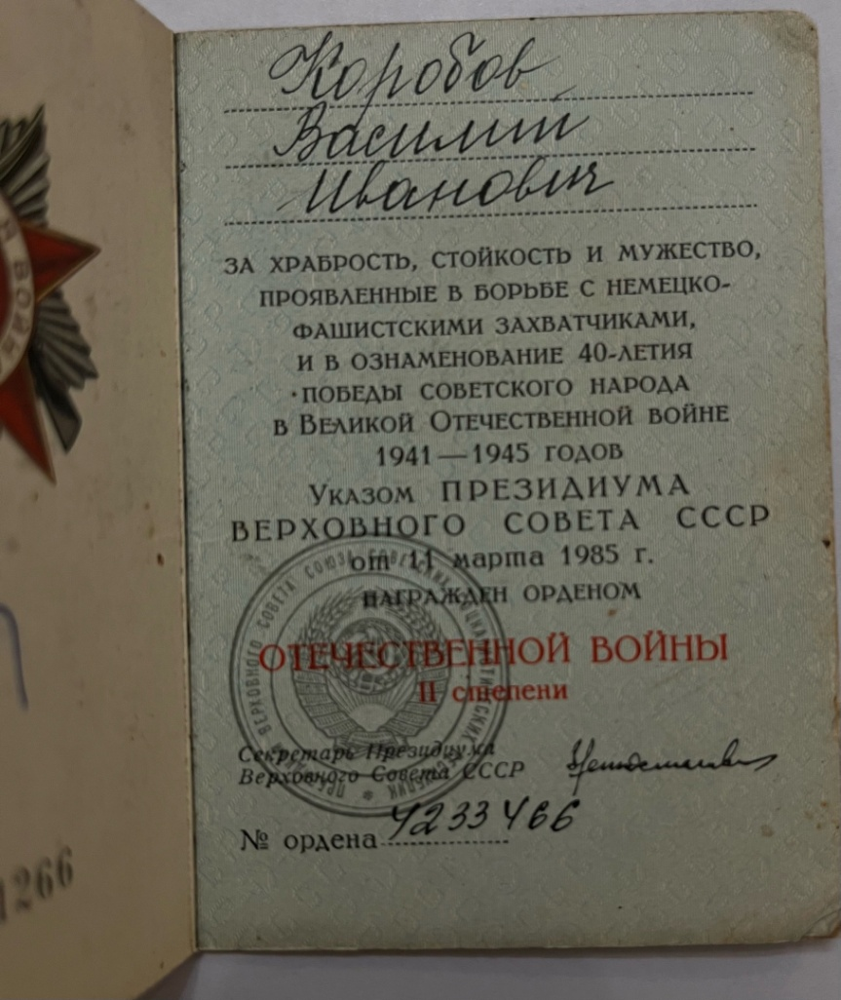 Коробов
Василий
Иванович
ЗА ХРАБРОСТЬ, СТОЙКОСТЬ И МУЖЕСТВО,
ПРОЯВЛЕННЫЕ В БОРЬБЕ С НЕМЕЦКО-
ФАШИСТСКИМИ ЗАХВАТЧИКАМИ,
И В ОЗНАМЕНОВАНИЕ 40-ЛЕТИЯ
ПОБЕДЫ СОВЕТСКОГО НАРОДА
В ВЕЛИКОЙ ОТЕЧЕСТВЕННОЙ ВОЙНЕ
1941—1945 ГОДОВ
УКАЗОМ ПРЕЗИДИУМА
ВЕРХОВНОГО СОВЕТА СССР
от 11 марта 1985 г.
НАГРАЖДЕН ОРДЕНОМ
ОТЕЧЕСТВЕННОЙ ВОЙНЫ
II степени
Секретарь Президиума
Верховного Совета СССР
№ ордена 4233466
1266